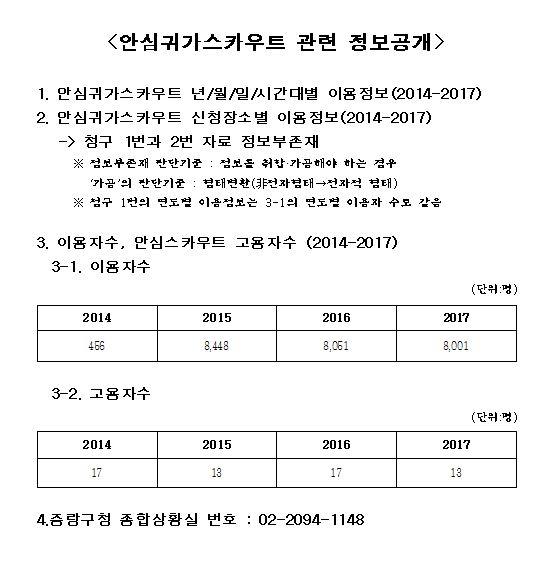 <안심귀가스카우트 관련 정보공개>
1. 안심귀가스카우트 년/월/일/시간대별 이용정보(2014-2017)
2. 안심귀가스카우트 신청장소별 이용정보(2014-2017)
-> 청구 1번과 2번 자료 정보부존재
※ 정보부존재 판단기준 : 정보를 취합·가공해야 하는 경우
'가공'의 판단기준 : 형태변환(非전자형태→전자적 형태)
※ 청구 1번의 연도별 이용정보는 3-1의 연도별 이용자 수로 같음
3. 이용자수, 안심스카우트 고용자수 (2014-2017)
3-1. 이용자수
(단위:명)
2014 2015 2016 2017
456 8,448 8,051 8,001
3-2. 고용자수
(단위:명)
2014 2015 2016 2017
17 18 17 18
4.중랑구청 종합상황실 번호 : 02-2094-1148